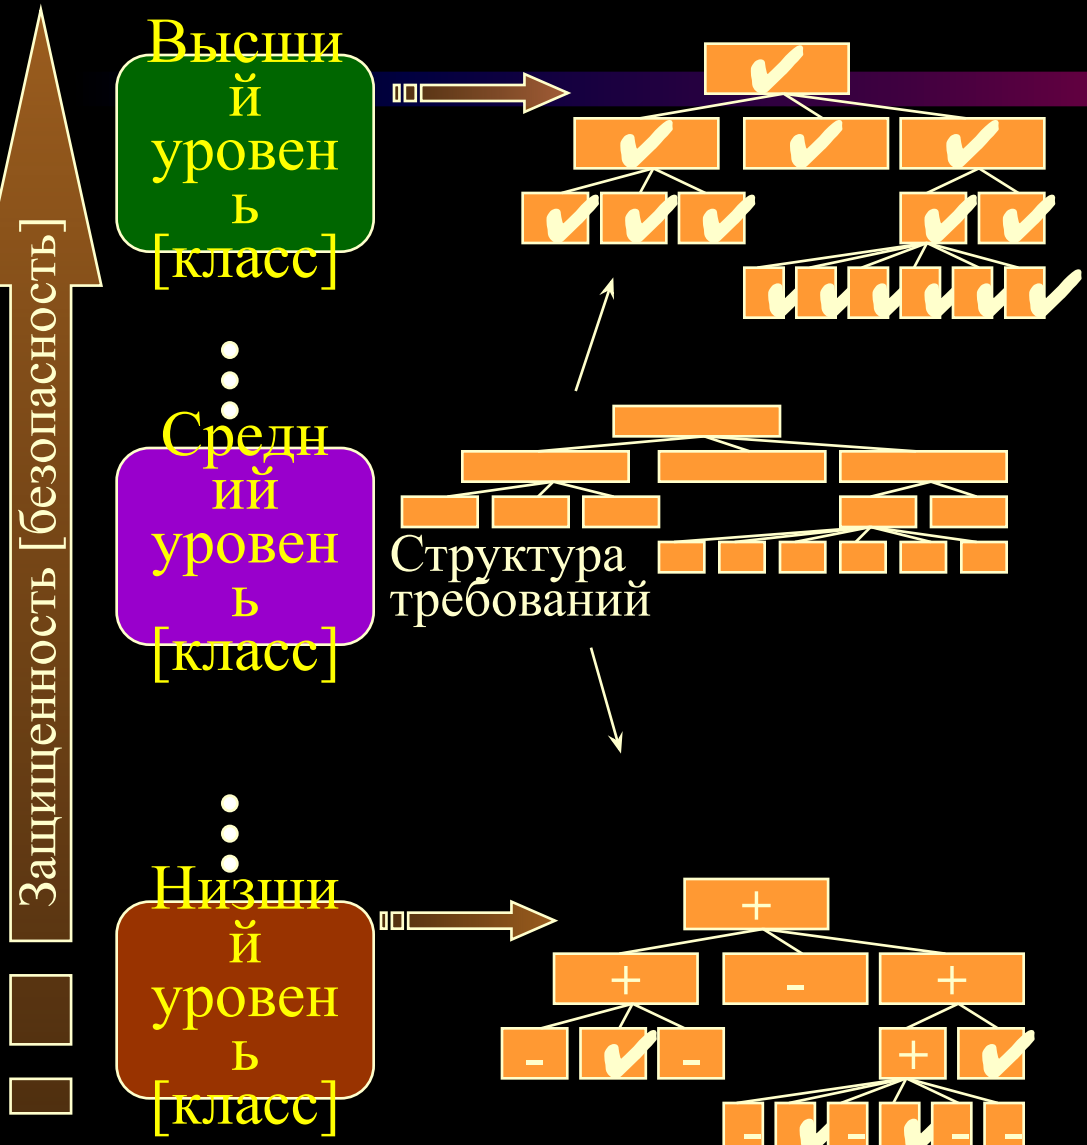 Защищенность [безопасность]
Высши
й
уровен
ь
[класс]
✔
✔ ✔ ✔
✔ ✔ ✔ ✔ ✔
✔ ✔ ✔ ✔ ✔ ✔
Средн
ий
уровен
ь
[класс]
Структура
требований
Низши
й
уровен
ь
[класс]
+
+ - +
- ✔ - + ✔
- ✔ - ✔ - -